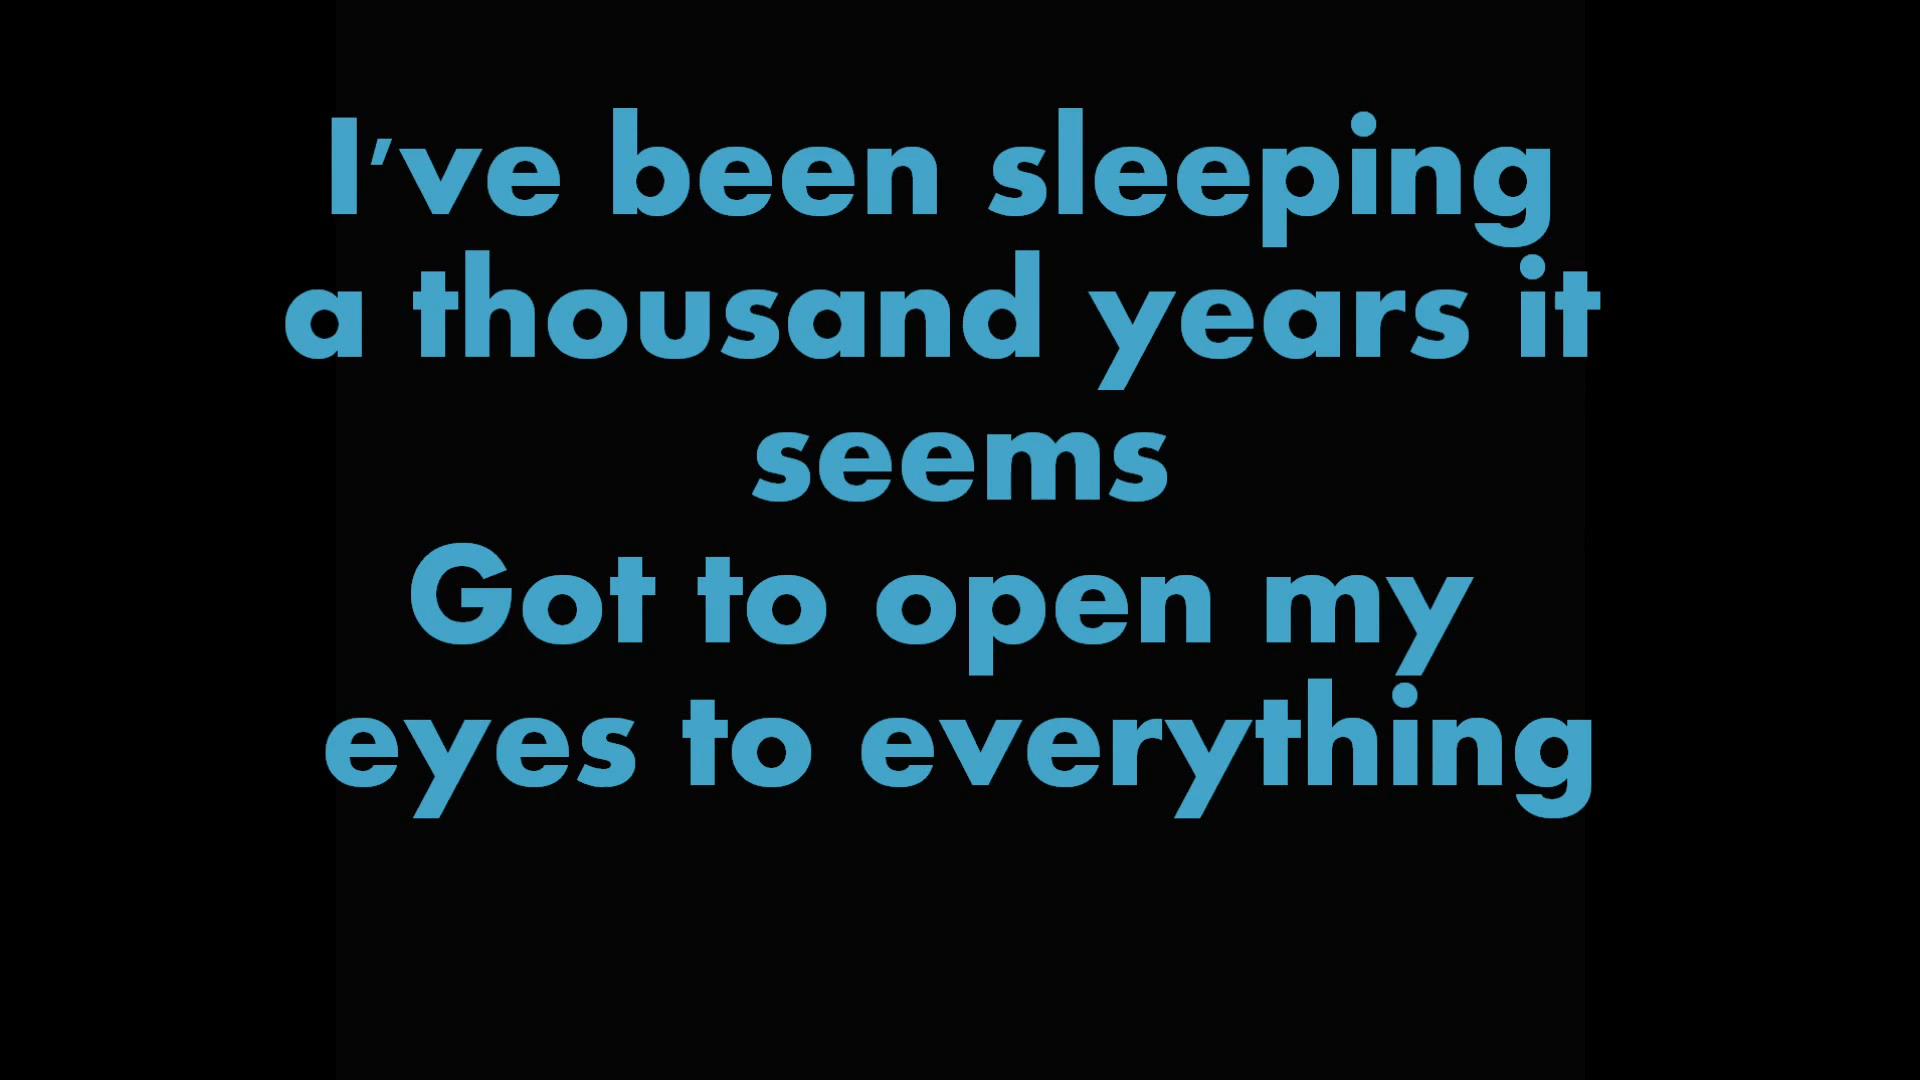 I've been sleeping
a thousand years it
seems
Got to open my
eyes to everything